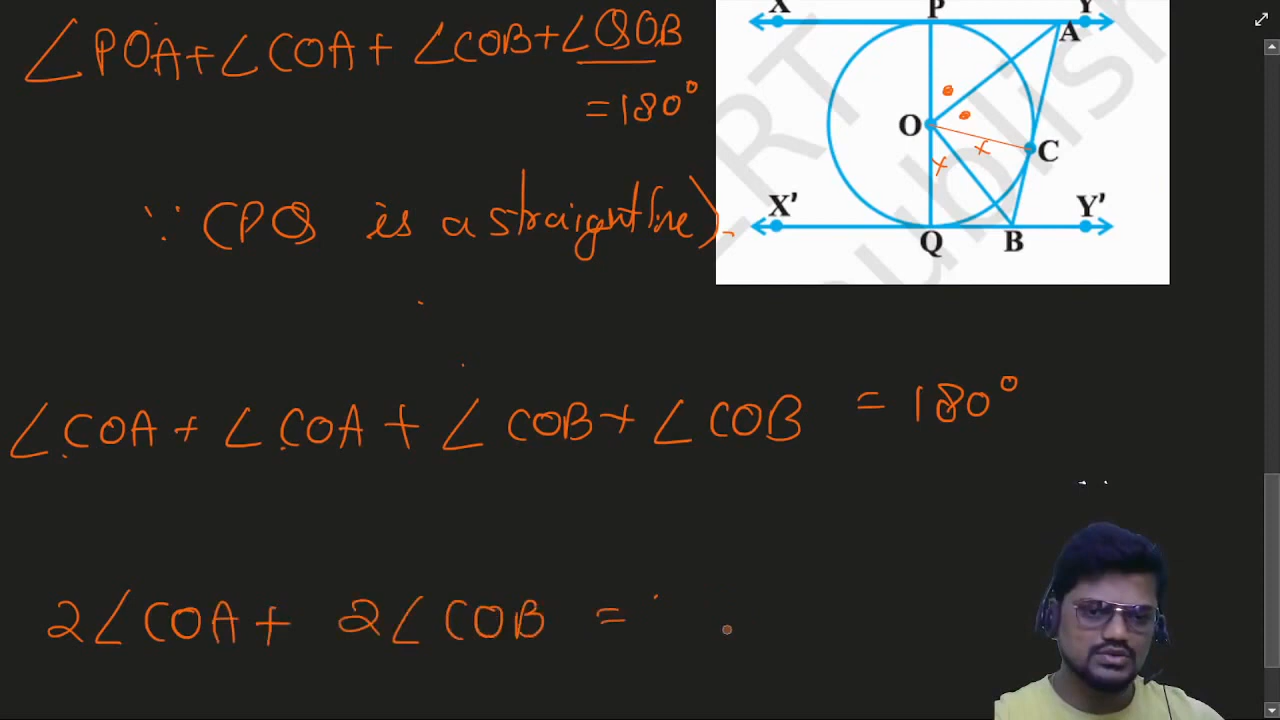 ∠POA+∠COA+ ∠COB+∠QOB
=180°
∵ (PQ is a straight line).
∠COA + ∠COA + ∠COB + ∠COB = 180°
2∠COA + 2∠COB =
X P Y
A
O
C
X' Y'
Q B